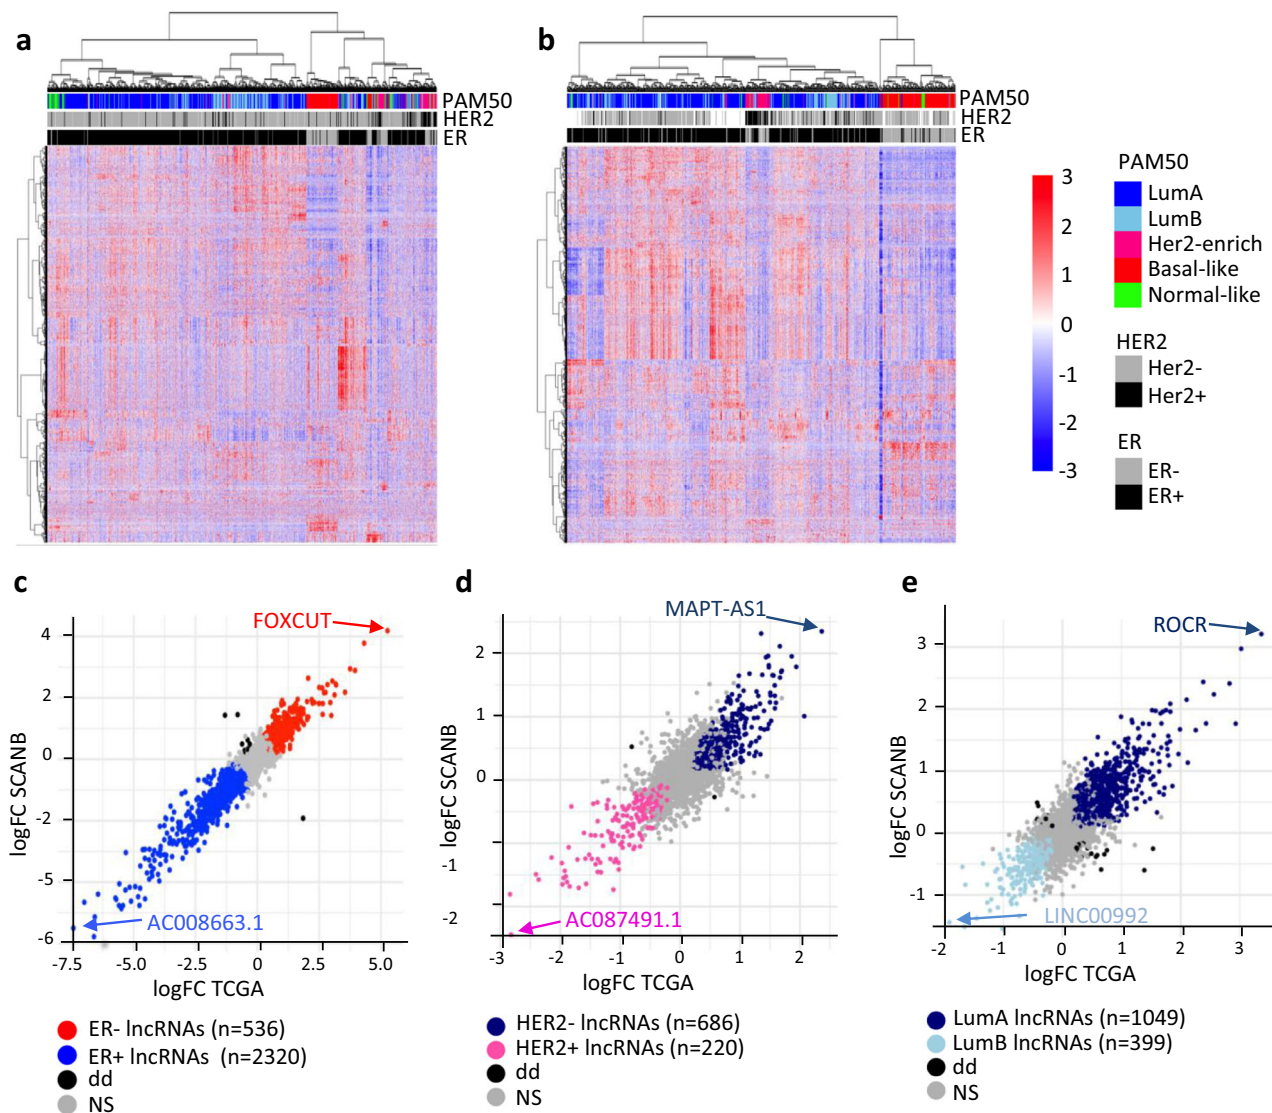 a
PAM50
HER2
ER
b
PAM50
HER2
ER
3
2
1
0
-1
-2
-3
PAM50
LumA
LumB
Her2-enrich
Basal-like
Normal-like
HER2
Her2-
Her2+
ER
ER-
ER+
c
FOXCUT
4
2
0
-2
-5
-6
logFC SCANB
AC008663.1
-7.5 -5.0 -2.5 0 2.5 5.0
logFC TCGA
ER- lncRNAs (n=536)
ER+ lncRNAs (n=2320)
dd
NS
d
MAPT-AS1
2
1
0
-1
-2
logFC SCANB
AC087491.1
-3 -2 -1 0 1 2
logFC TCGA
HER2- lncRNAs (n=686)
HER2+ lncRNAs (n=220)
dd
NS
e
ROCR
3
2
1
0
-1
logFC SCANB
LINC00992
-2 -1 0 1 2 3
logFC TCGA
LumA lncRNAs (n=1049)
LumB lncRNAs (n=399)
dd
NS